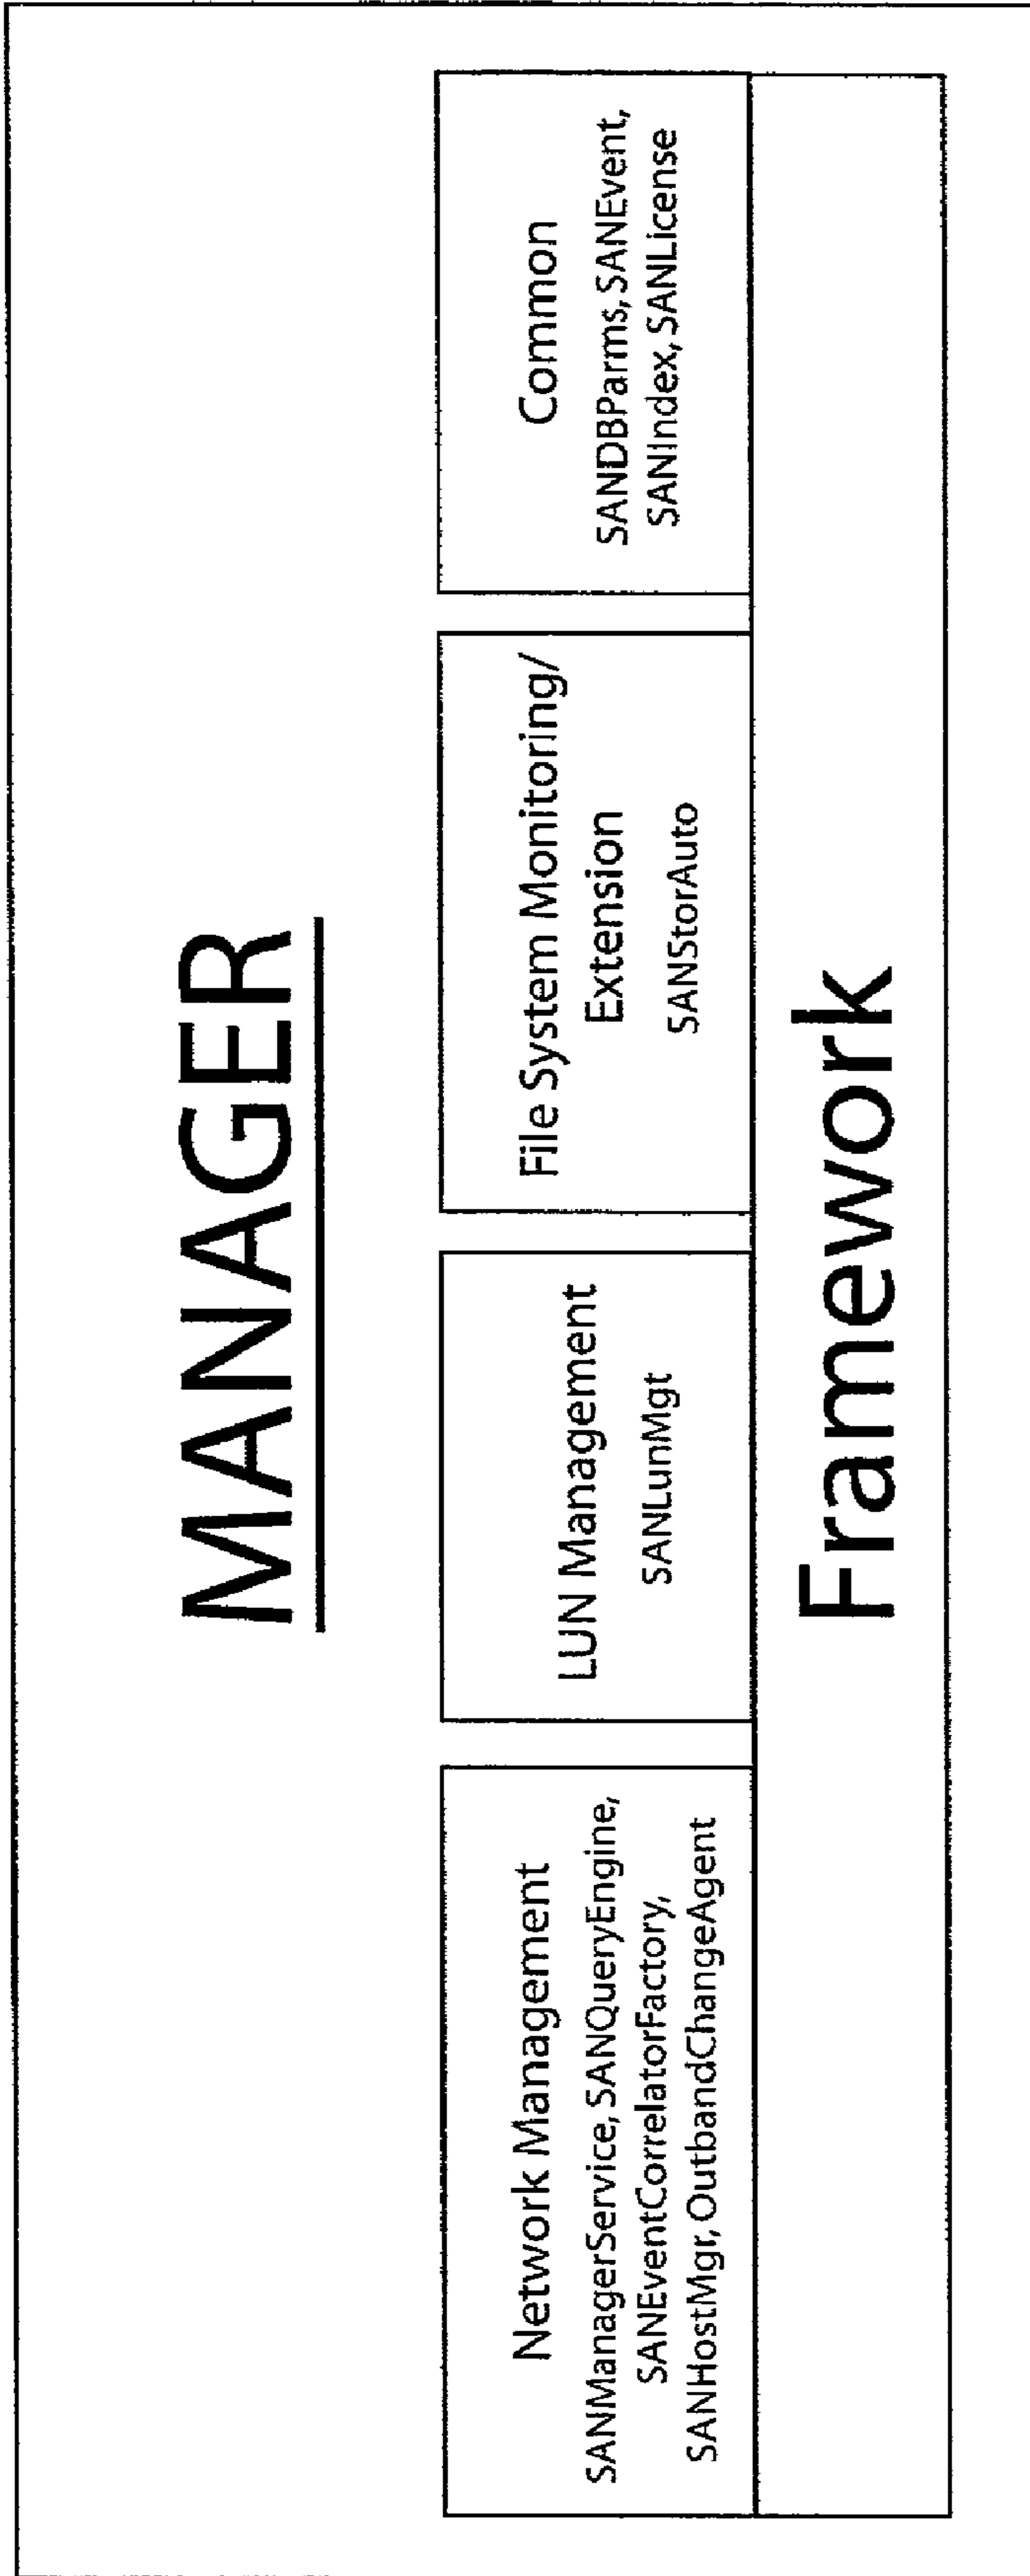 MANAGER
Network Management
SANManagerService, SANQueryEngine,
SANEventCorrelatorFactory,
SANHostMgr, OutbandChangeAgent
LUN Management
SANLunMgt
File System Monitoring/
Extension
SANStorAuto
Common
SANDBParms, SANEvent,
SANIndex, SANLicense
Framework